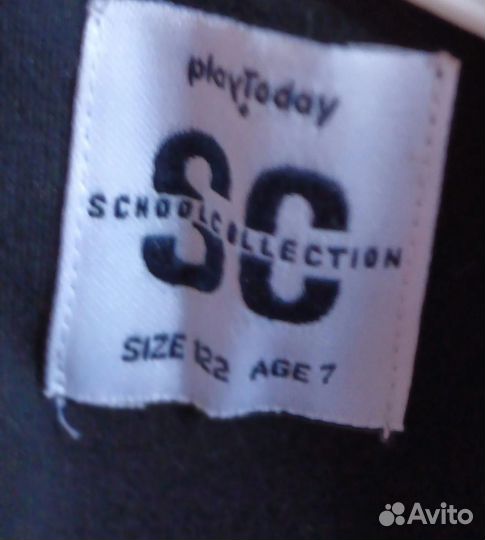 playToday
SC
SCHOOLCOLLECTION
SIZE 122 AGE 7
Avito